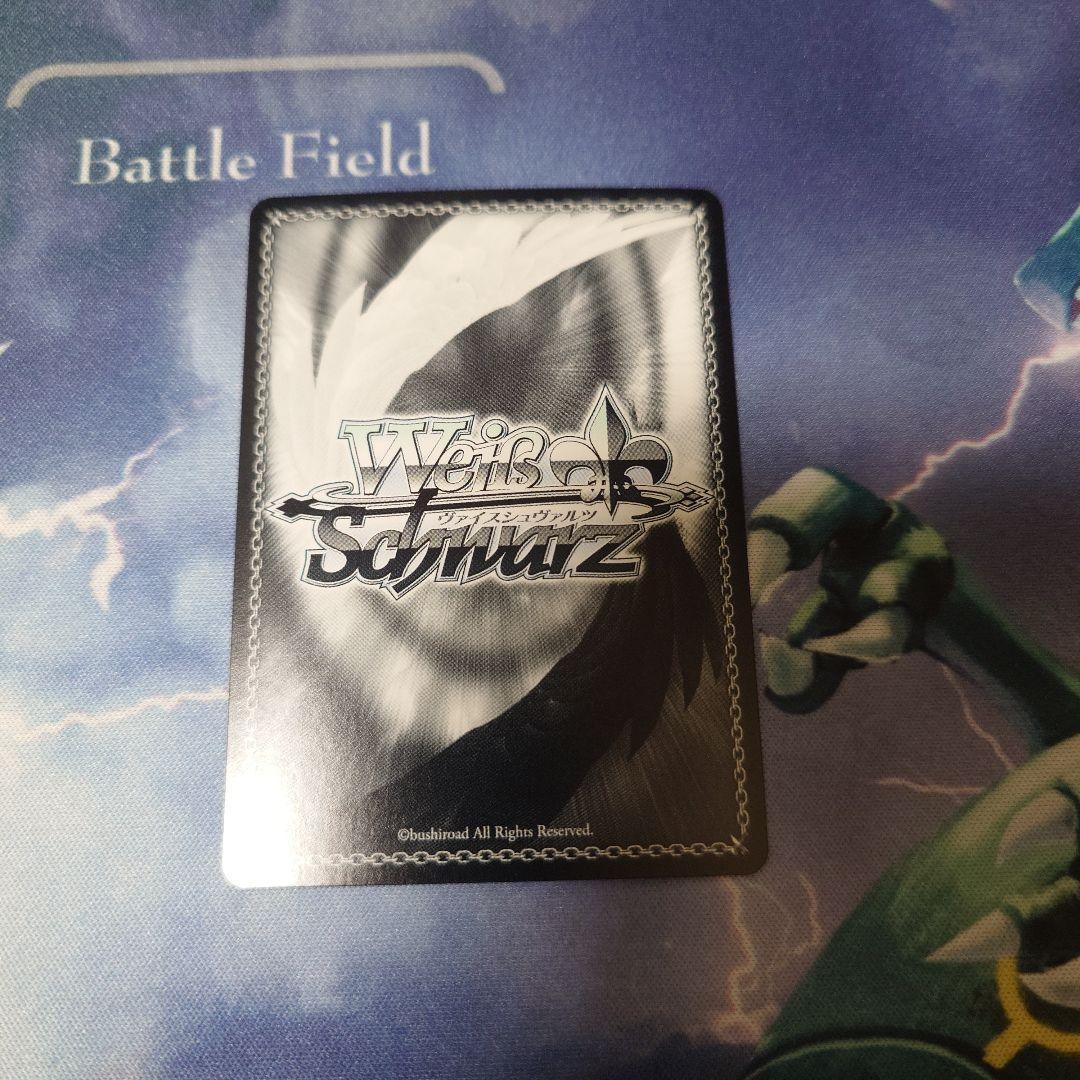 Battle Field
Weiß
ヴァイスシュヴァルツ
Schwarz
©bushiroad All Rights Reserved.